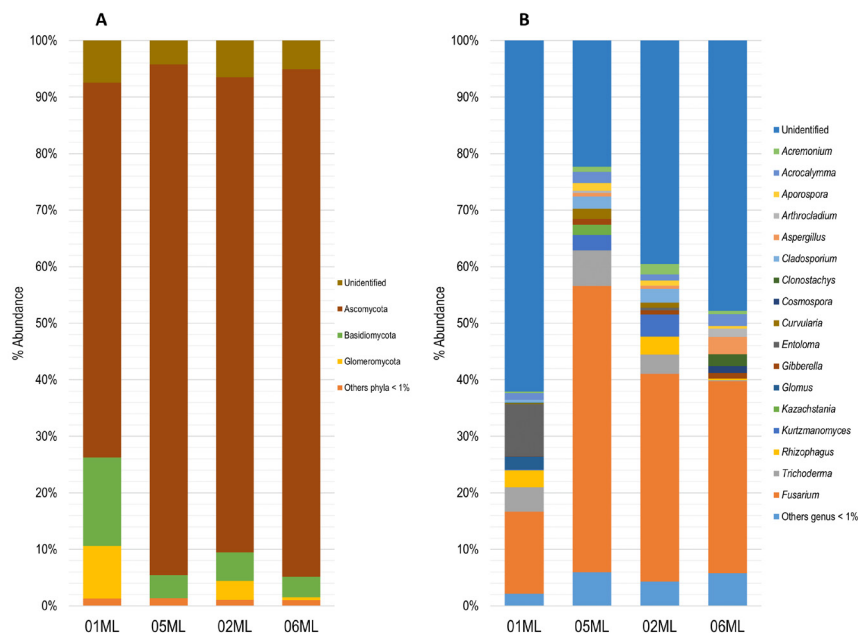 A
100%
90%
80%
70%
60%
50%
40%
30%
20%
10%
0%
% Abundance
01ML 05ML 02ML 06ML
Unidentified
Ascomycota
Basidiomycota
Glomeromycota
Others phyla < 1%
B
100%
90%
80%
70%
60%
50%
40%
30%
20%
10%
0%
% Abundance
01ML 05ML 02ML 06ML
Unidentified
Acremonium
Acrocalymma
Aporospora
Arthrocladium
Aspergillus
Cladosporium
Clonostachys
Cosmospora
Curvularia
Entoloma
Gibberella
Glomus
Kazachstania
Kurtzmanomyces
Rhizophagus
Trichoderma
Fusarium
Others genus < 1%